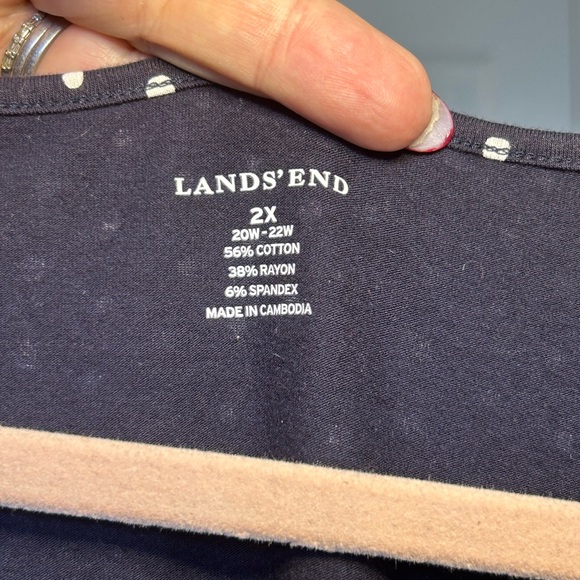 LANDS' END
2X
20W-22W
56% COTTON
38% RAYON
6% SPANDEX
MADE IN CAMBODIA